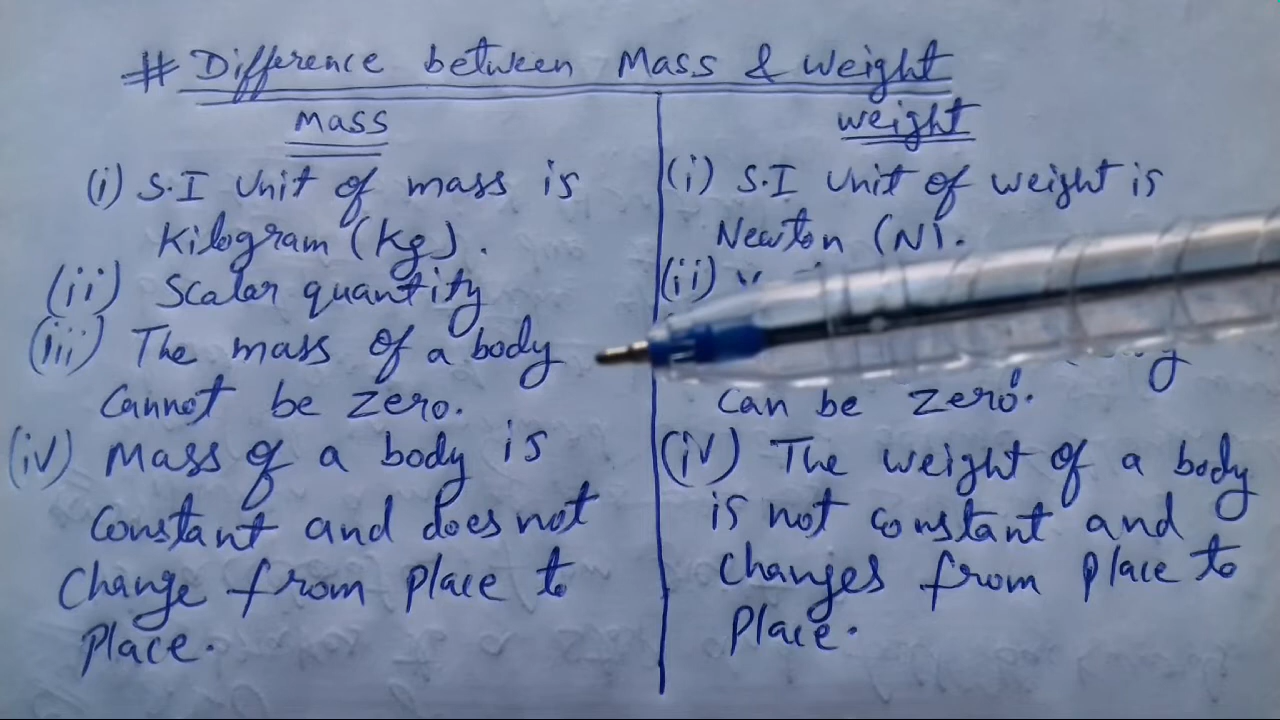 # Difference between Mass & Weight
Mass
(i) S.I Unit of mass is
Kilogram (Kg).
(ii) Scalar quantity
(iii) The mass of a body
Cannot be zero.
(iv) Mass of a body is
Constant and does not
Change from place to
place.
Weight
(i) S.I Unit of weight is
Newton (N).
(ii)
can be zero.
(iv) The weight of a body
is not constant and
changes from place to
place.